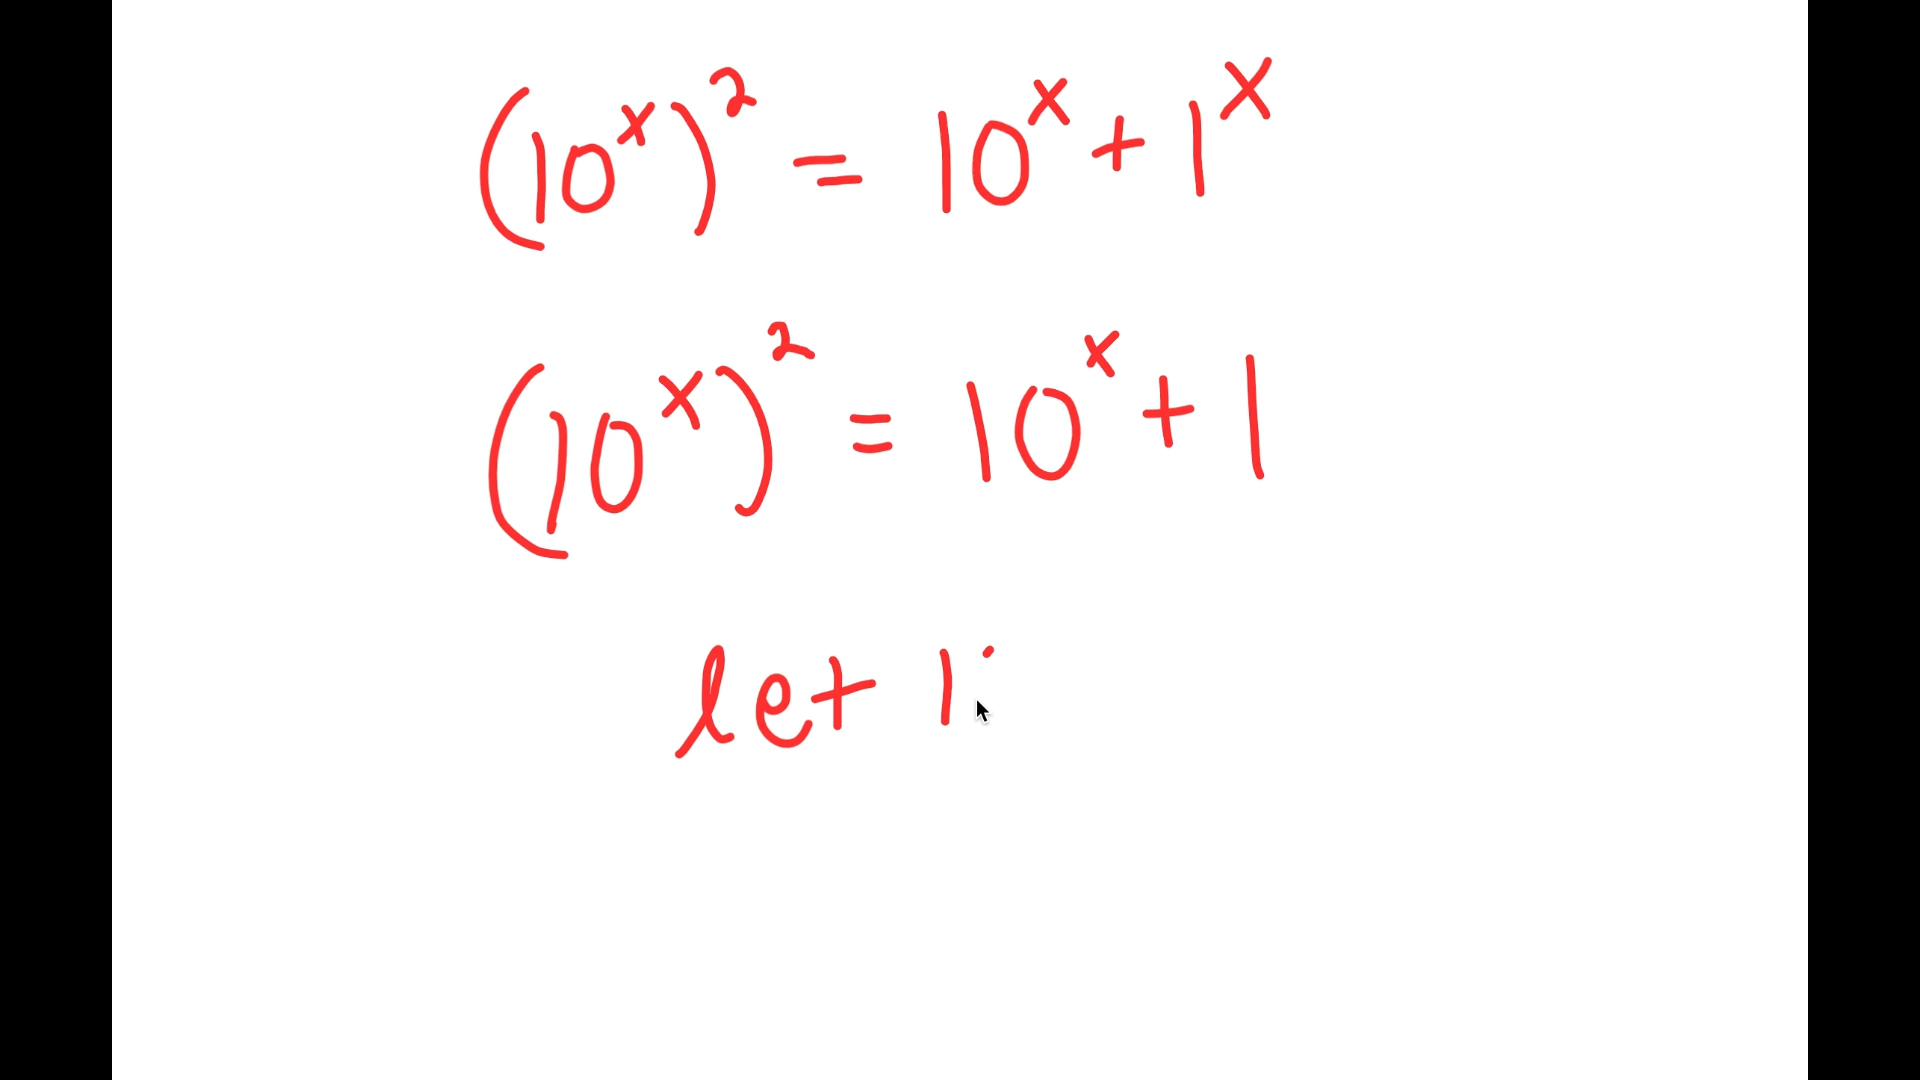 (10^x)^2 = 10^x + 1^x
(10^x)^2 = 10^x + 1
let 1